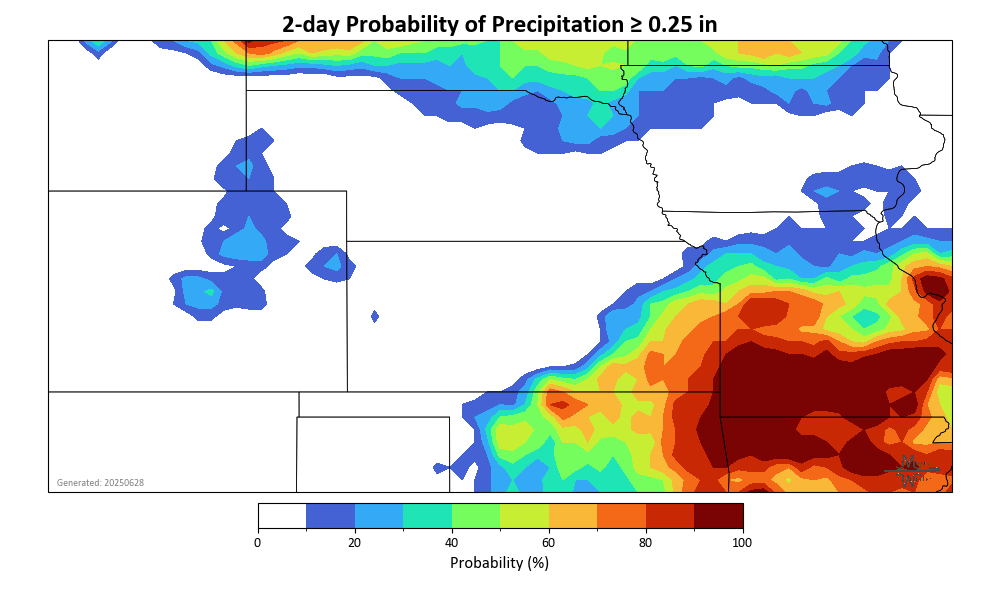 2-day Probability of Precipitation ≥ 0.25 in
Generated: 20250628
0 20 40 60 80 100
Probability (%)